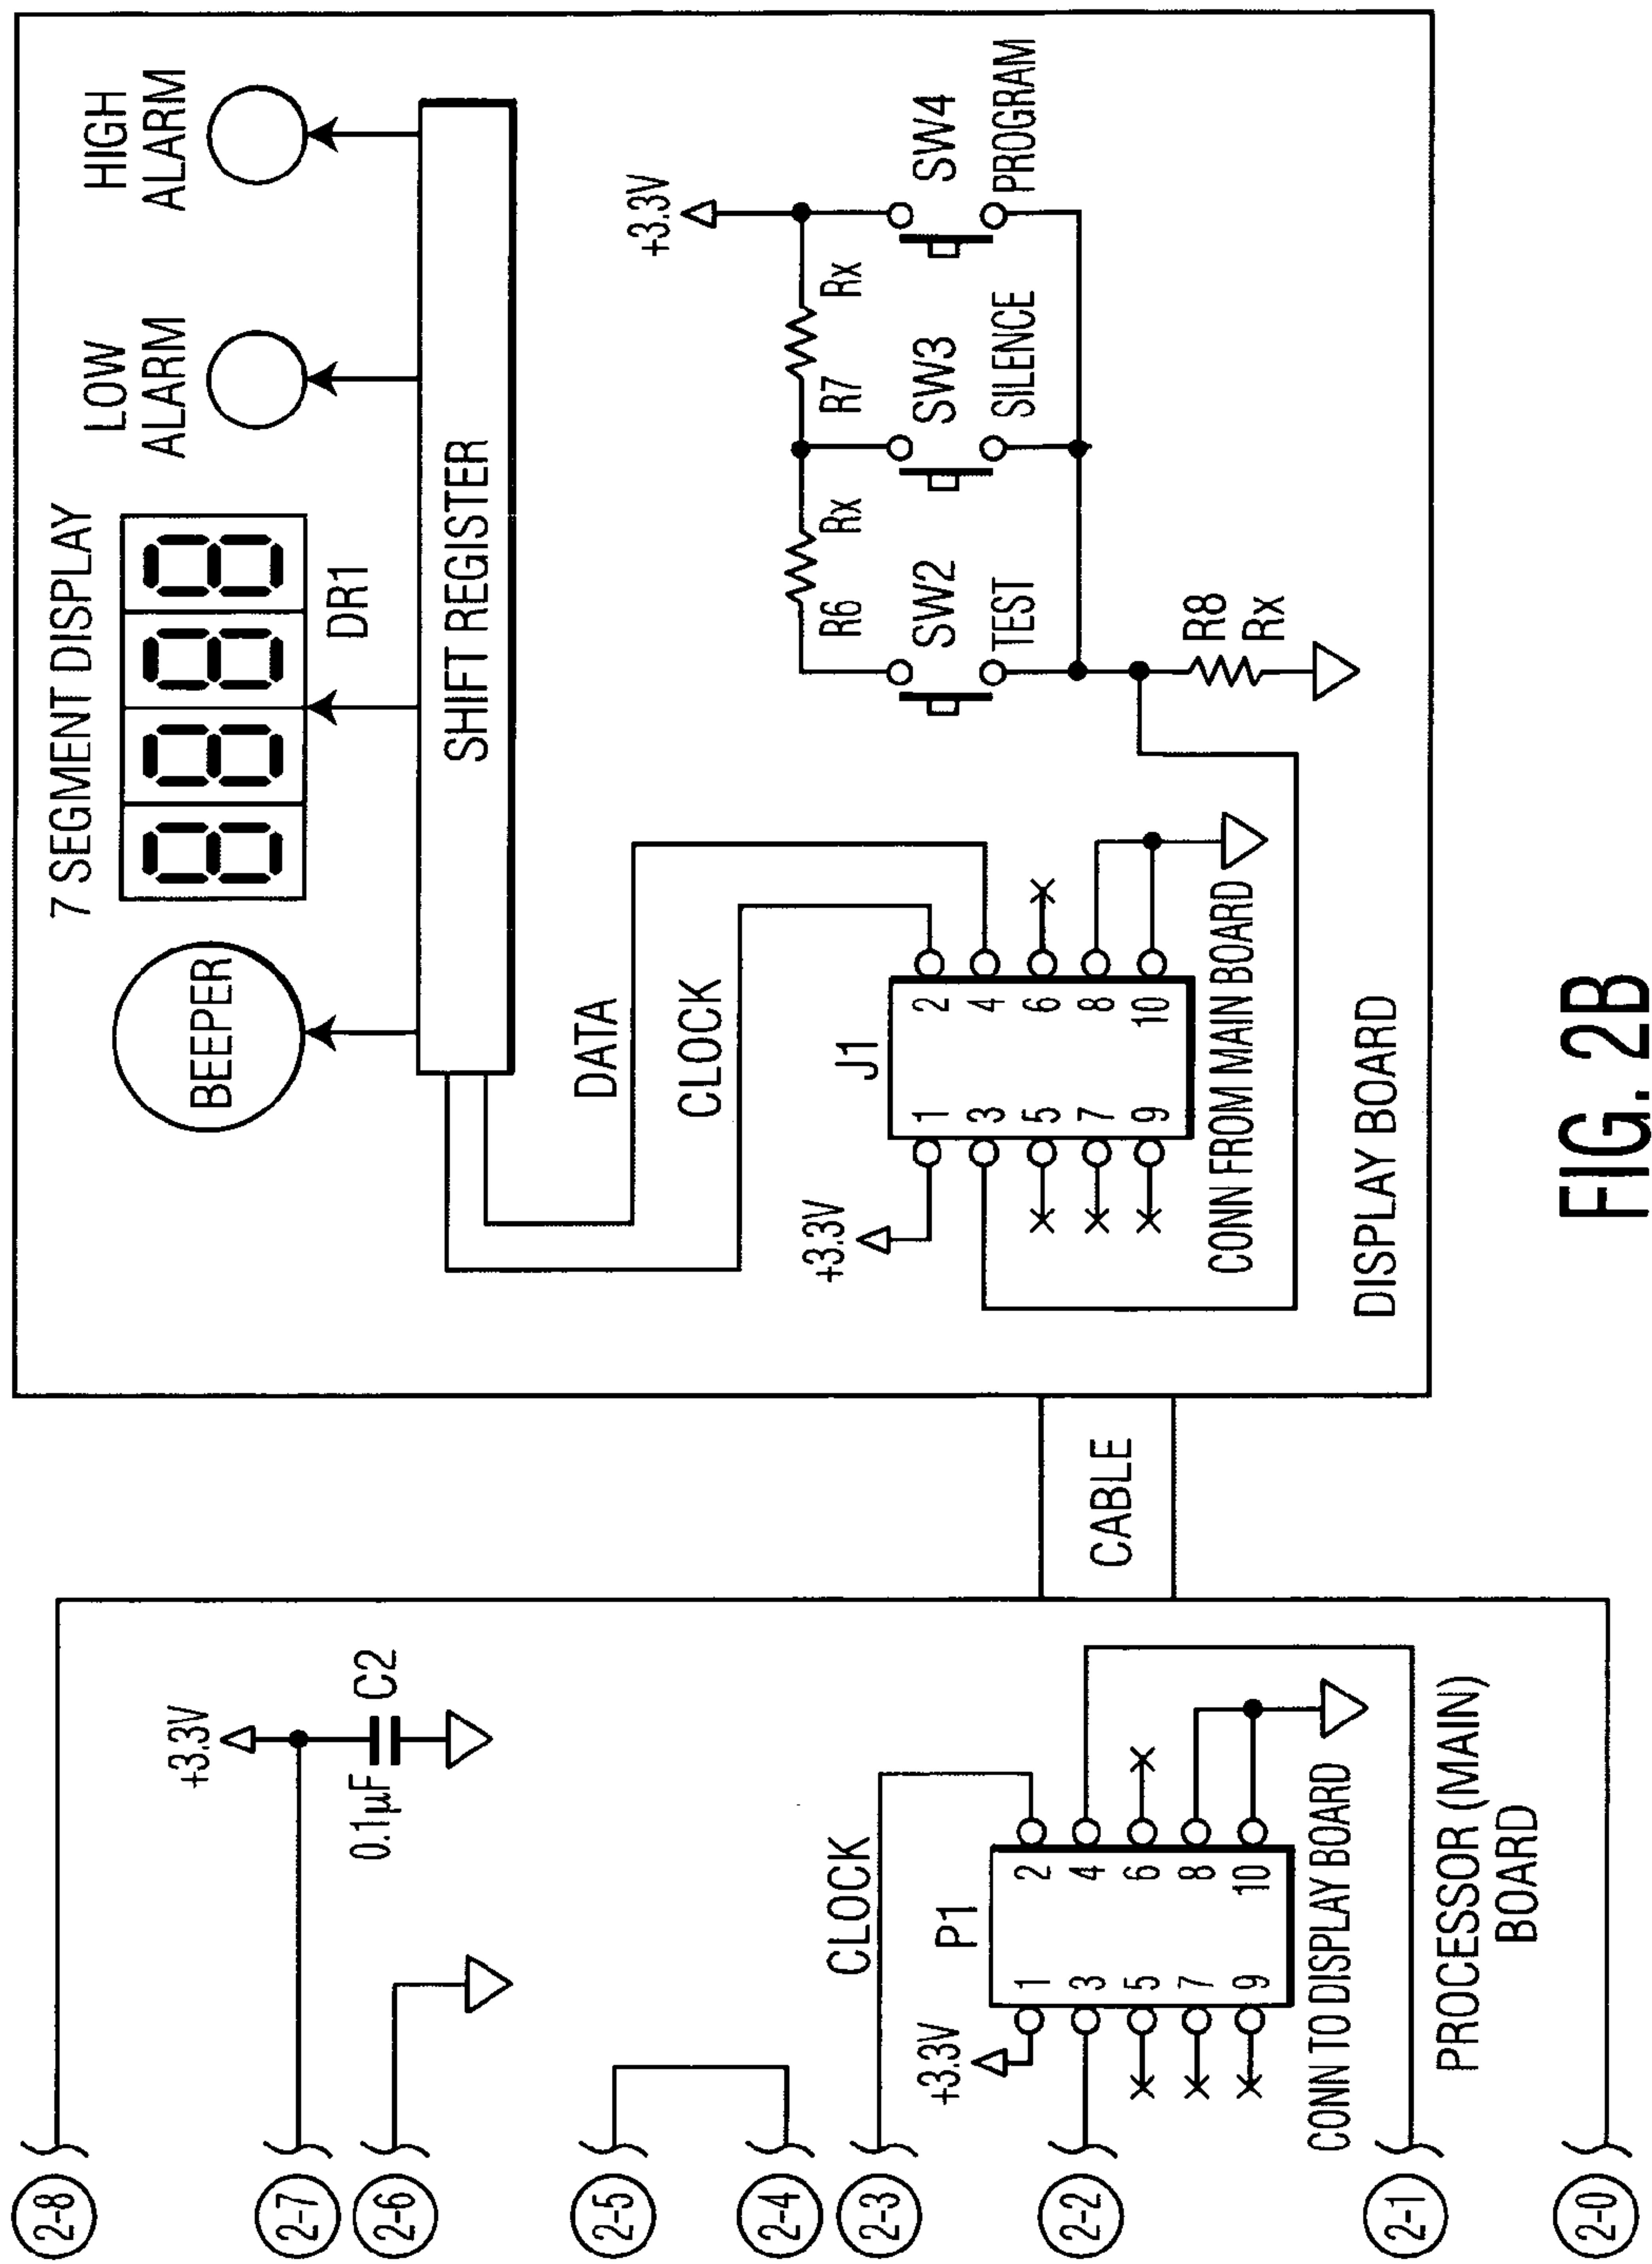 2-8
2-7
2-6
2-5
2-4
2-3
2-2
2-1
2-0
+3.3V
0.1µF
C2
CLOCK
P1
+3.3V
1
2
3
4
5
6
7
8
9
10
CONN TO DISPLAY BOARD
PROCESSOR (MAIN)
BOARD
CABLE
BEEPER
7 SEGMENT DISPLAY
8888
DR1
LOW
ALARM
HIGH
ALARM
SHIFT REGISTER
DATA
CLOCK
J1
+3.3V
1
2
3
4
5
6
7
8
9
10
CONN FROM MAIN BOARD
+3.3V
R6
Rx
R7
Rx
SW2
TEST
SW3
SILENCE
SW4
PROGRAM
R8
Rx
DISPLAY BOARD
FIG. 2B